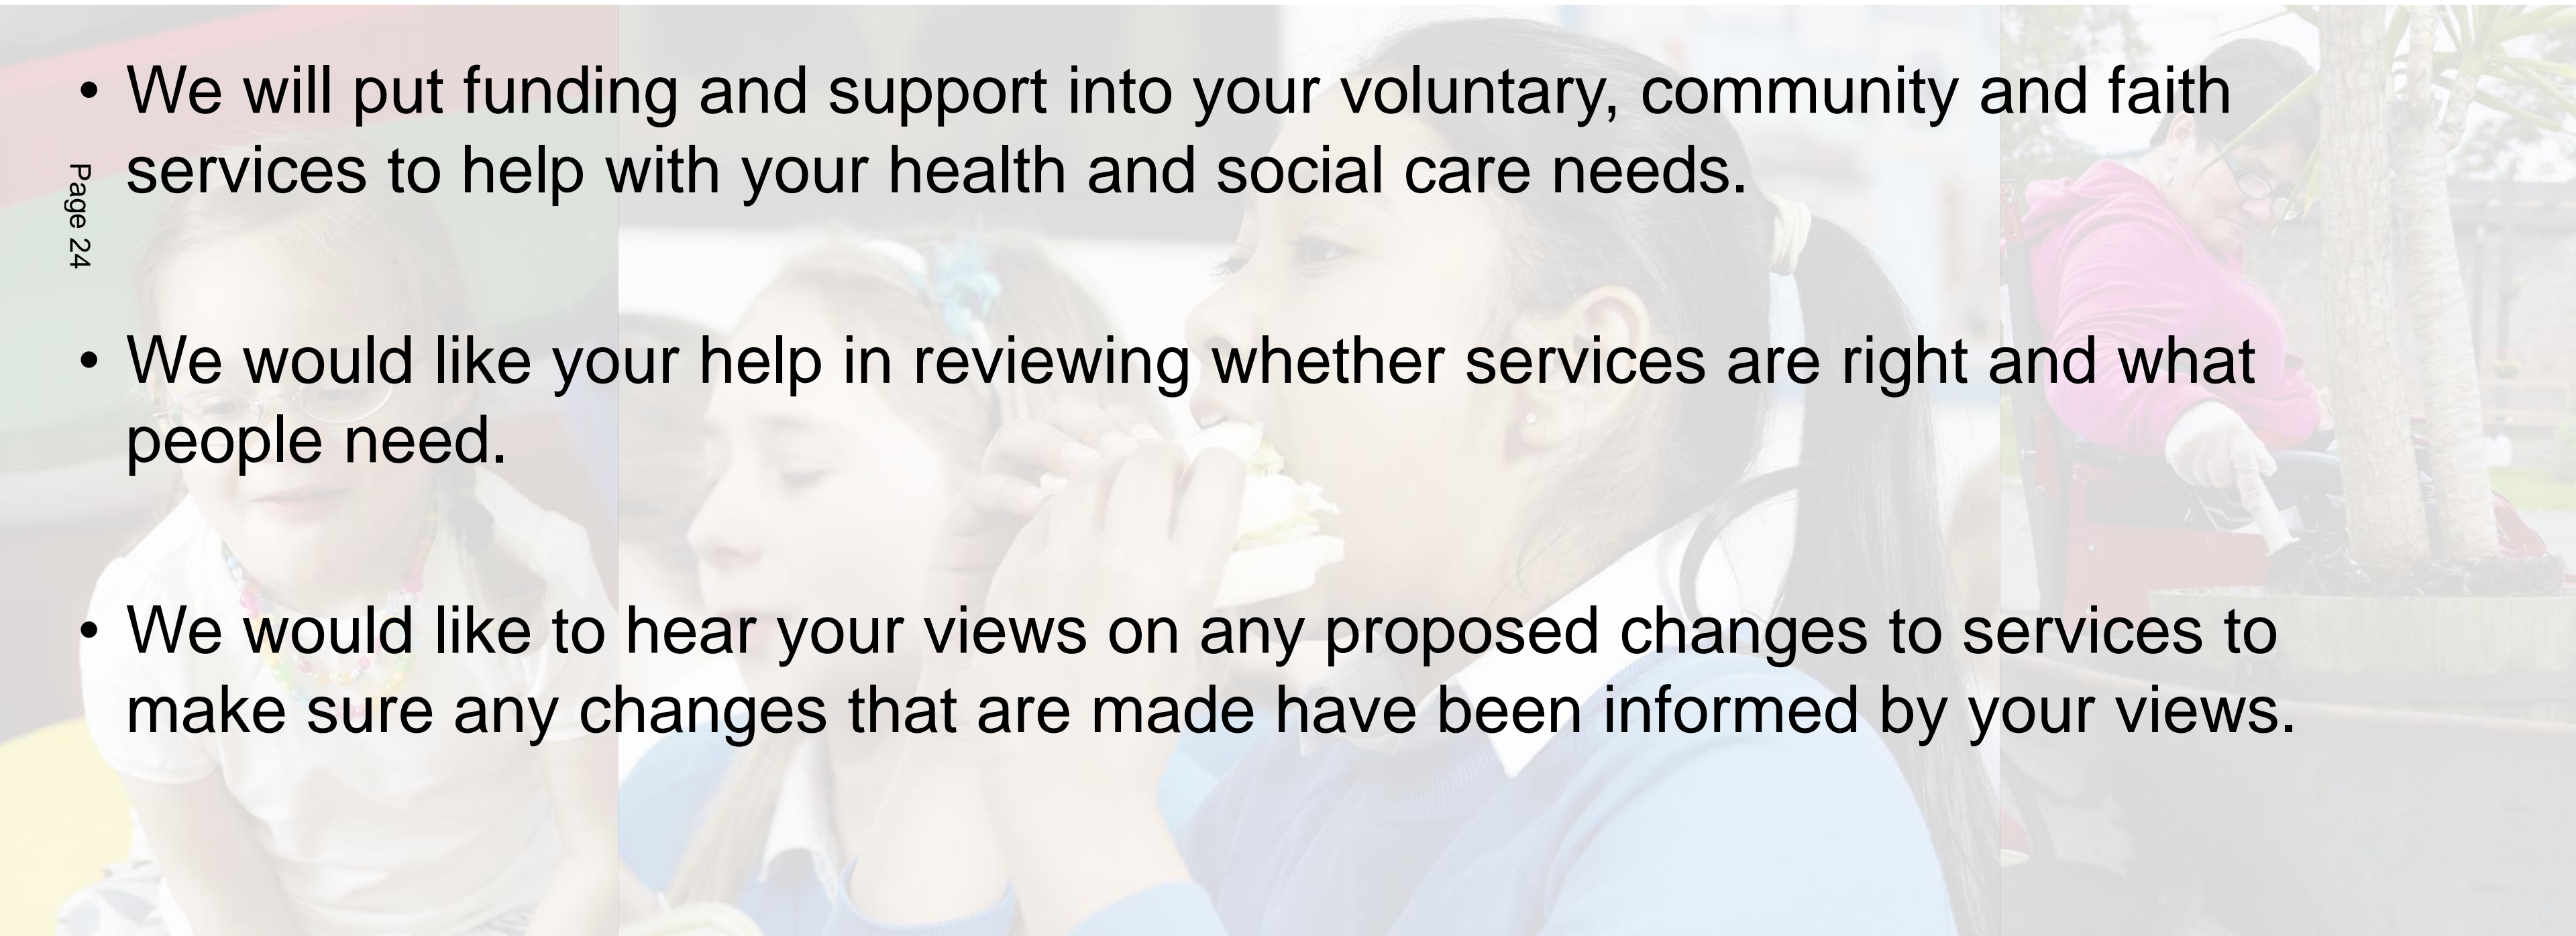 • We will put funding and support into your voluntary, community and faith
services to help with your health and social care needs.
Page 24
• We would like your help in reviewing whether services are right and what
people need.
• We would like to hear your views on any proposed changes to services to
make sure any changes that are made have been informed by your views.